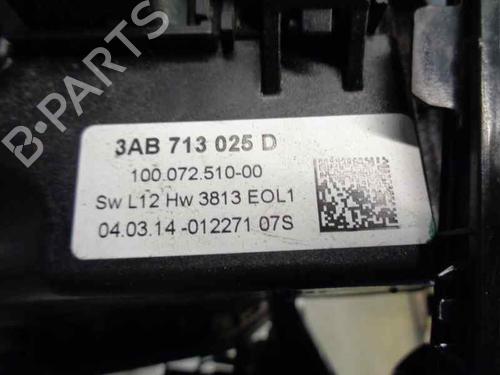 3AB 713 025 D
100.072.510-00
Sw L12 Hw 3813 EOL1
04.03.14 -012271 07S
B-PARTS